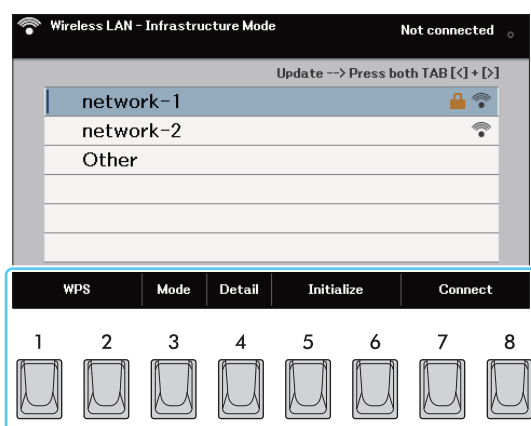 Wireless LAN - Infrastructure Mode Not connected
Update --> Press both TAB [<] + [>]
network-1
network-2
Other
WPS Mode Detail Initialize Connect
1 2 3 4 5 6 7 8